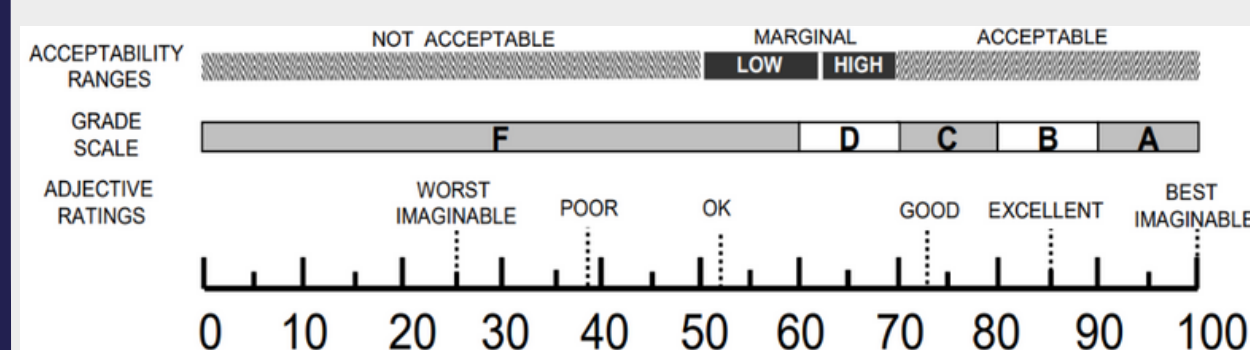 NOT ACCEPTABLE MARGINAL ACCEPTABLE
ACCEPTABILITY
RANGES
LOW HIGH
GRADE
SCALE
F D C B A
ADJECTIVE
RATINGS
WORST
IMAGINABLE
POOR
OK
GOOD
EXCELLENT
BEST
IMAGINABLE
0 10 20 30 40 50 60 70 80 90 100